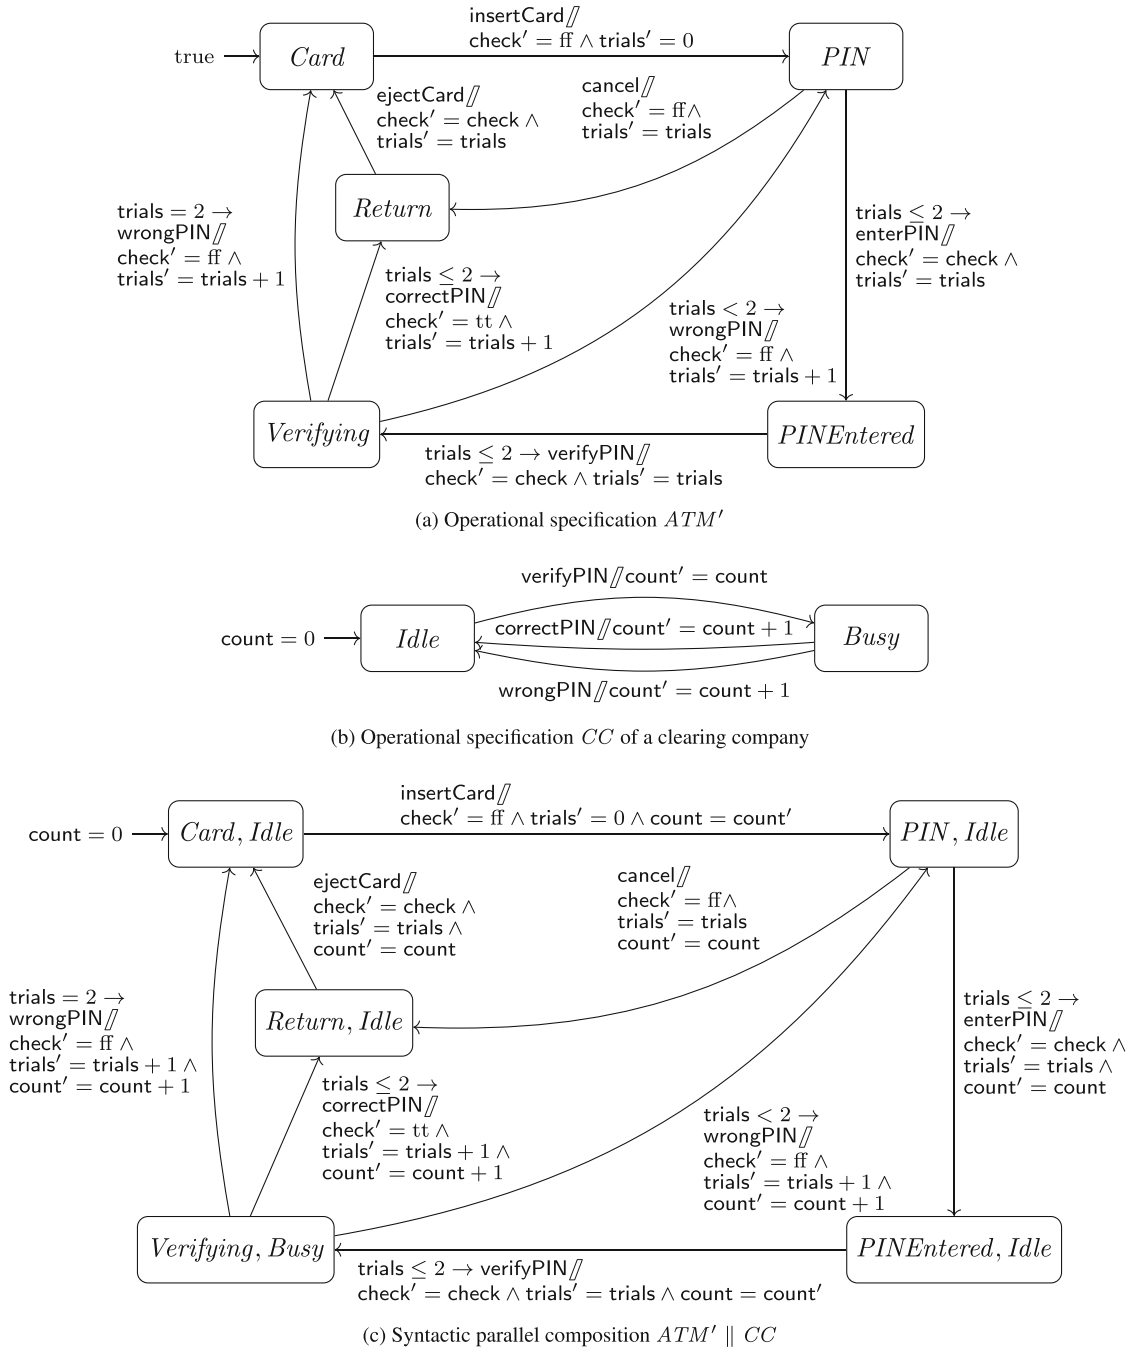 insertCard⫽
check′ = ff ∧ trials′ = 0
true
Card
PIN
ejectCard⫽
check′ = check ∧
trials′ = trials
cancel⫽
check′ = ff∧
trials′ = trials
Return
trials = 2 →
wrongPIN⫽
check′ = ff ∧
trials′ = trials + 1
trials ≤ 2 →
enterPIN⫽
check′ = check ∧
trials′ = trials
trials ≤ 2 →
correctPIN⫽
check′ = tt ∧
trials′ = trials + 1
trials < 2 →
wrongPIN⫽
check′ = ff ∧
trials′ = trials + 1
Verifying
PINEntered
trials ≤ 2 → verifyPIN⫽
check′ = check ∧ trials′ = trials
(a) Operational specification ATM′
verifyPIN⫽count′ = count
count = 0
Idle
correctPIN⫽count′ = count + 1
Busy
wrongPIN⫽count′ = count + 1
(b) Operational specification CC of a clearing company
insertCard⫽
check′ = ff ∧ trials′ = 0 ∧ count = count′
count = 0
Card, Idle
PIN, Idle
ejectCard⫽
check′ = check ∧
trials′ = trials ∧
count′ = count
cancel⫽
check′ = ff∧
trials′ = trials
count′ = count
trials = 2 →
wrongPIN⫽
check′ = ff ∧
trials′ = trials + 1 ∧
count′ = count + 1
Return, Idle
trials ≤ 2 →
enterPIN⫽
check′ = check ∧
trials′ = trials ∧
count′ = count
trials ≤ 2 →
correctPIN⫽
check′ = tt ∧
trials′ = trials + 1 ∧
count′ = count + 1
trials < 2 →
wrongPIN⫽
check′ = ff ∧
trials′ = trials + 1 ∧
count′ = count + 1
Verifying, Busy
PINEntered, Idle
trials ≤ 2 → verifyPIN⫽
check′ = check ∧ trials′ = trials ∧ count = count′
(c) Syntactic parallel composition ATM′ ∥ CC